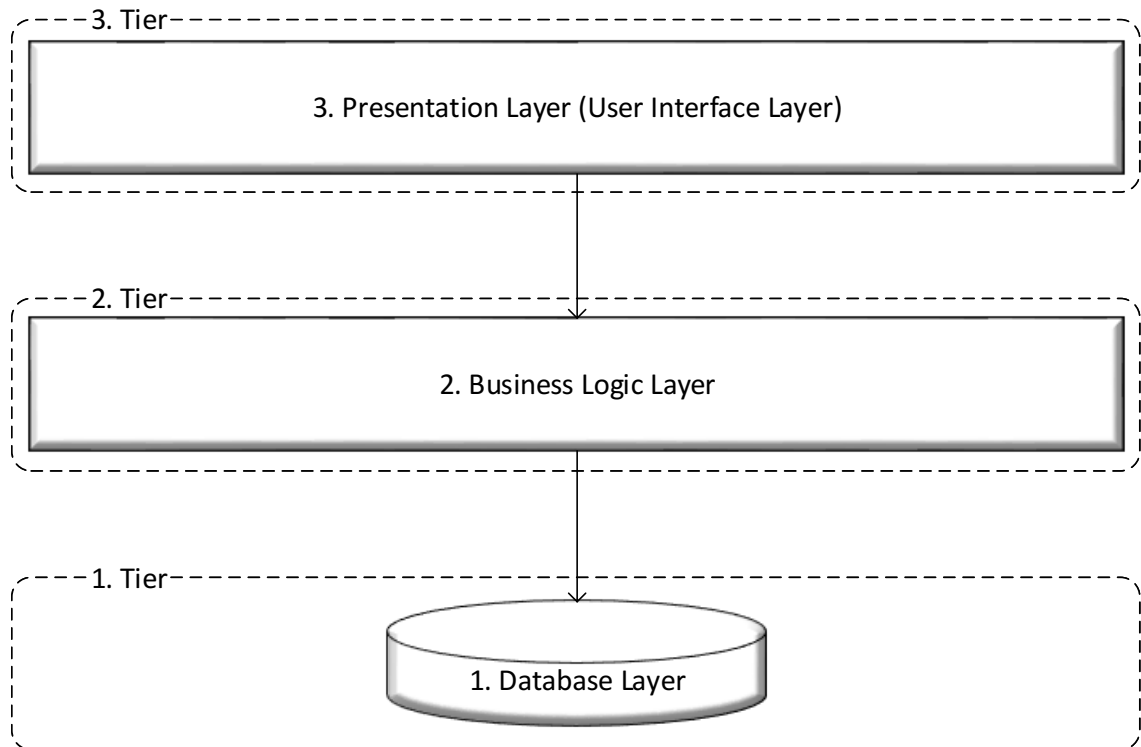 3. Tier
3. Presentation Layer (User Interface Layer)
2. Tier
2. Business Logic Layer
1. Tier
1. Database Layer